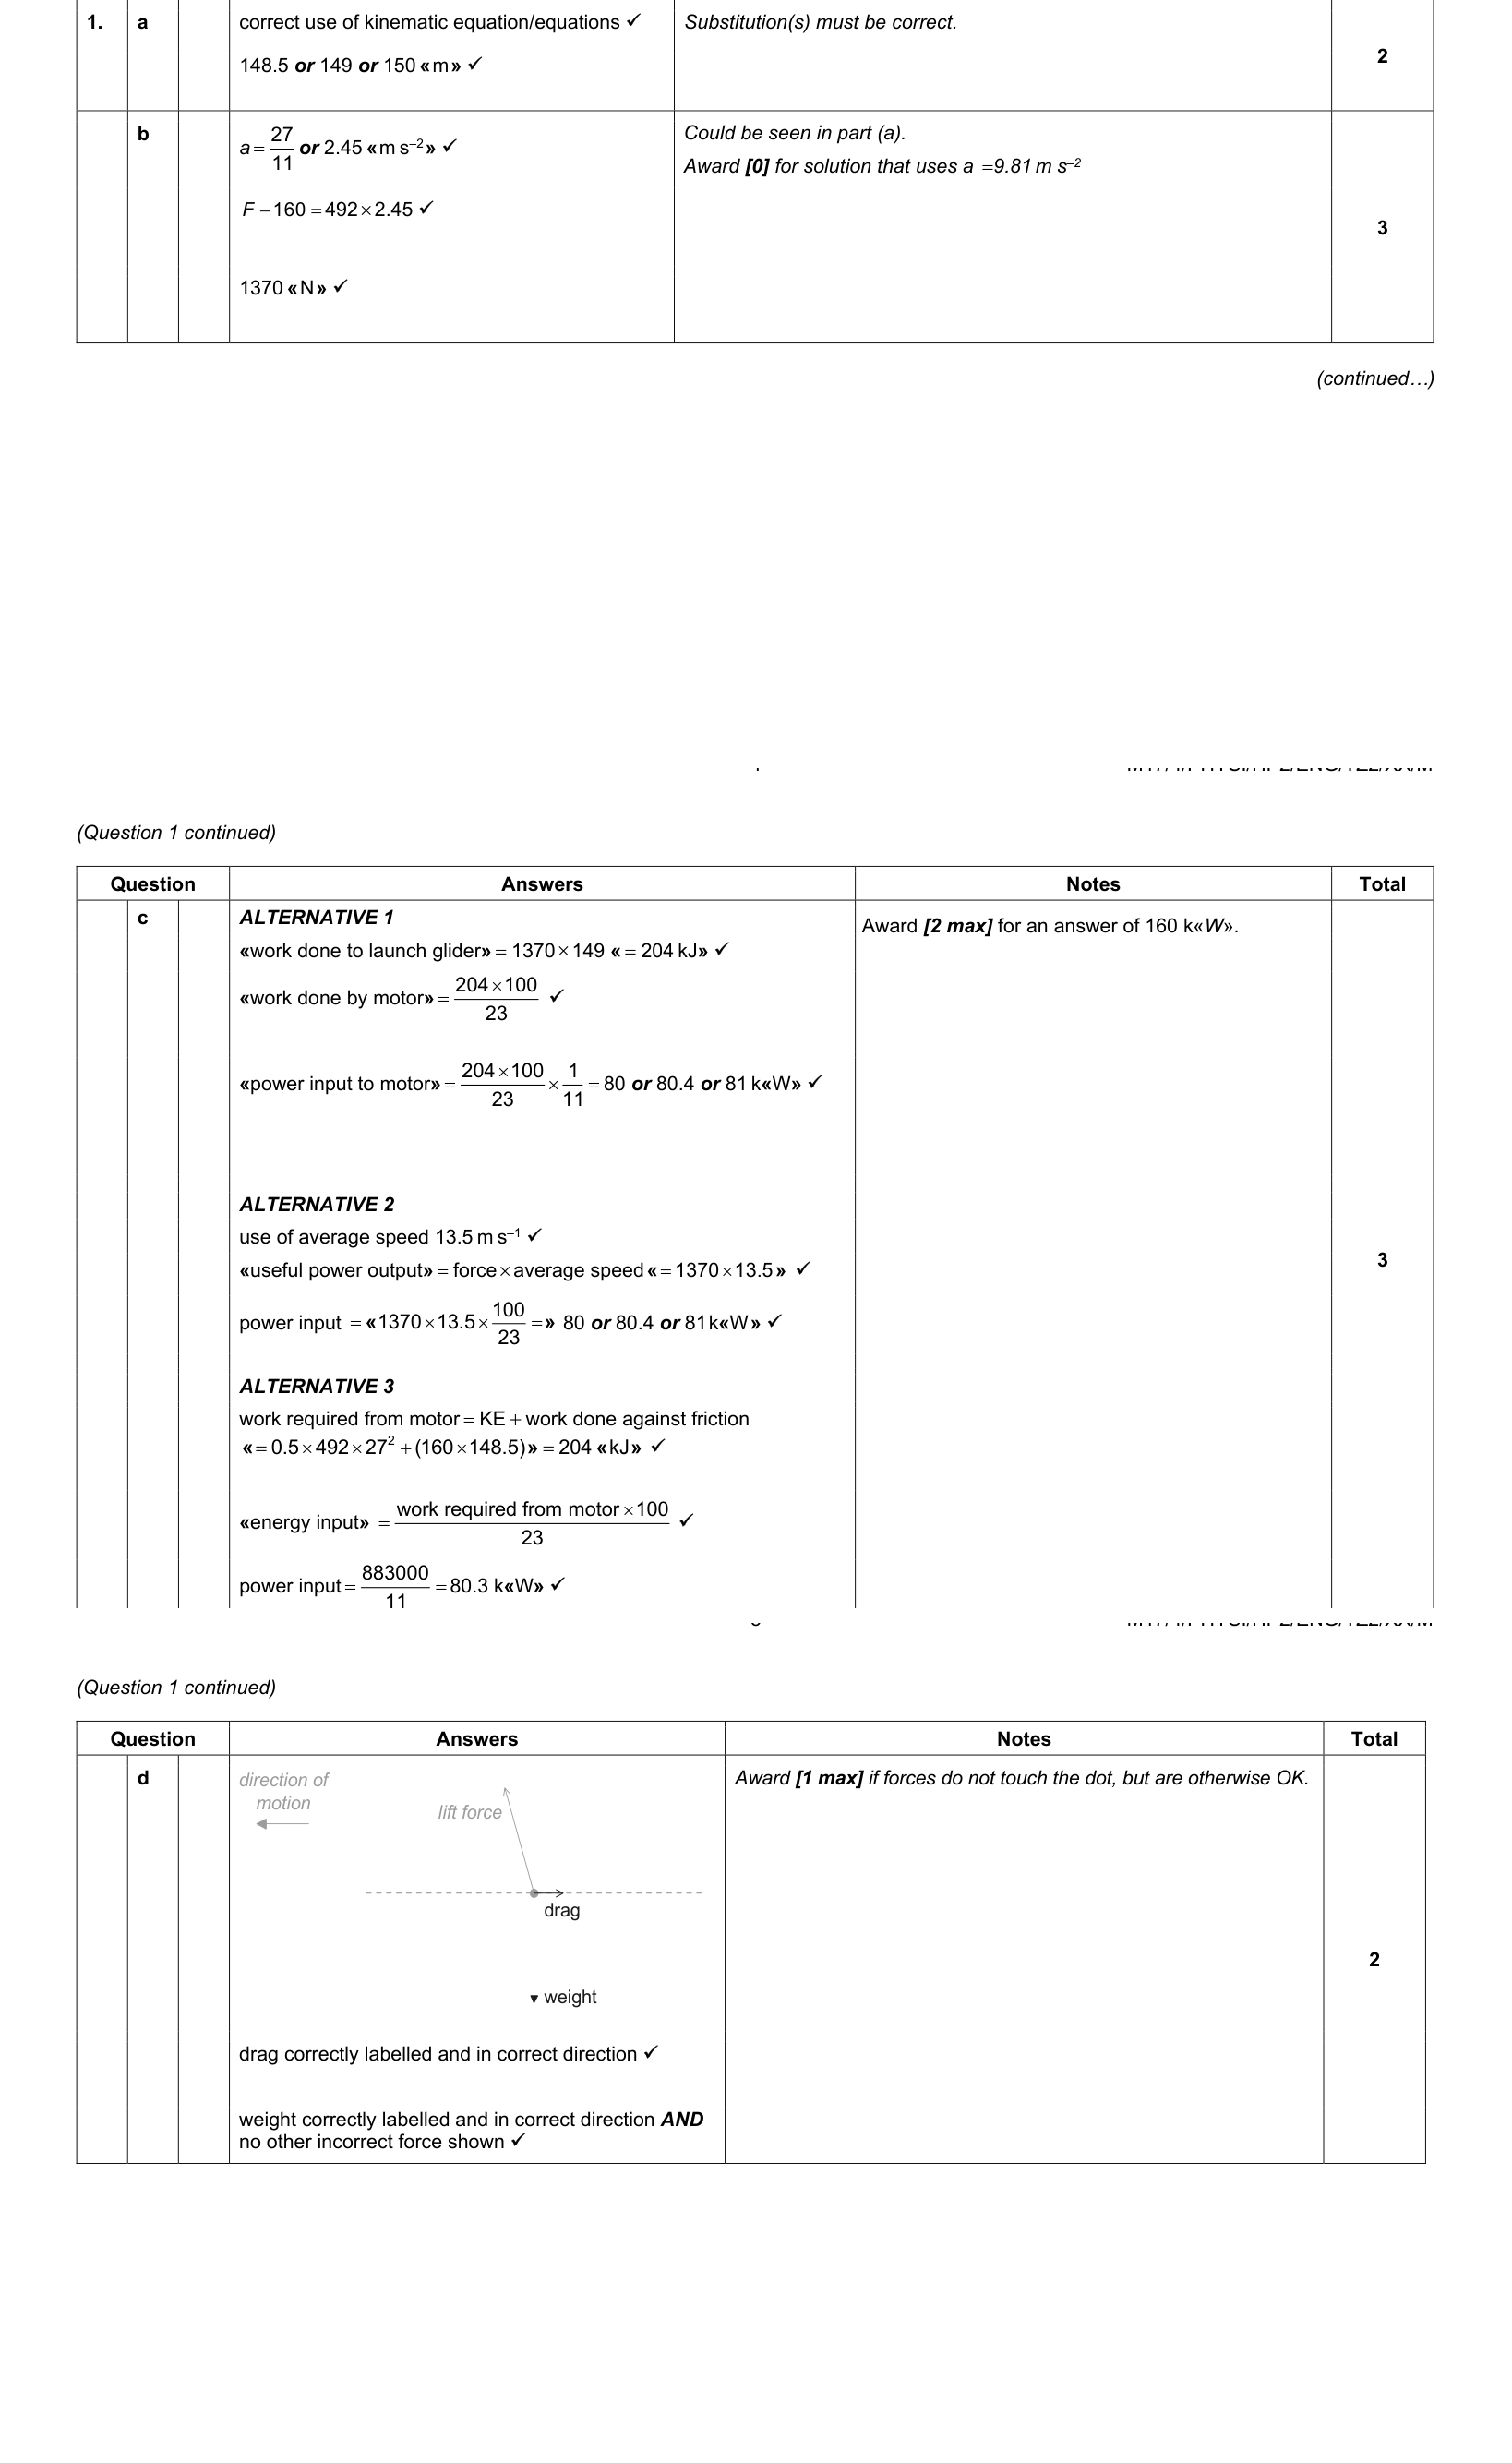 1. a correct use of kinematic equation/equations ✓ Substitution(s) must be correct.
148.5 or 149 or 150 «m» ✓
2
b a = 27/11 or 2.45 «m s⁻²» ✓ Could be seen in part (a).
Award [0] for solution that uses a =9.81 m s⁻²
F – 160 = 492 × 2.45 ✓
3
1370 «N» ✓
(continued…)
(Question 1 continued)
Question Answers Notes Total
c ALTERNATIVE 1
Award [2 max] for an answer of 160 k«W».
«work done to launch glider» = 1370 × 149 « = 204 kJ» ✓
«work done by motor» = 204 × 100 / 23 ✓
«power input to motor» = 204 × 100 / 23 × 1/11 = 80 or 80.4 or 81 k«W» ✓
ALTERNATIVE 2
use of average speed 13.5 m s⁻¹ ✓
3
«useful power output» = force × average speed « = 1370 × 13.5» ✓
power input = «1370 × 13.5 × 100/23 =» 80 or 80.4 or 81 k«W» ✓
ALTERNATIVE 3
work required from motor = KE + work done against friction
« = 0.5 × 492 × 27² + (160 × 148.5)» = 204 «kJ» ✓
«energy input» = work required from motor × 100 / 23 ✓
power input = 883000 / 11 = 80.3 k«W» ✓
(Question 1 continued)
Question Answers Notes Total
d direction of
motion
lift force
Award [1 max] if forces do not touch the dot, but are otherwise OK.
drag
2
weight
drag correctly labelled and in correct direction ✓
weight correctly labelled and in correct direction AND
no other incorrect force shown ✓